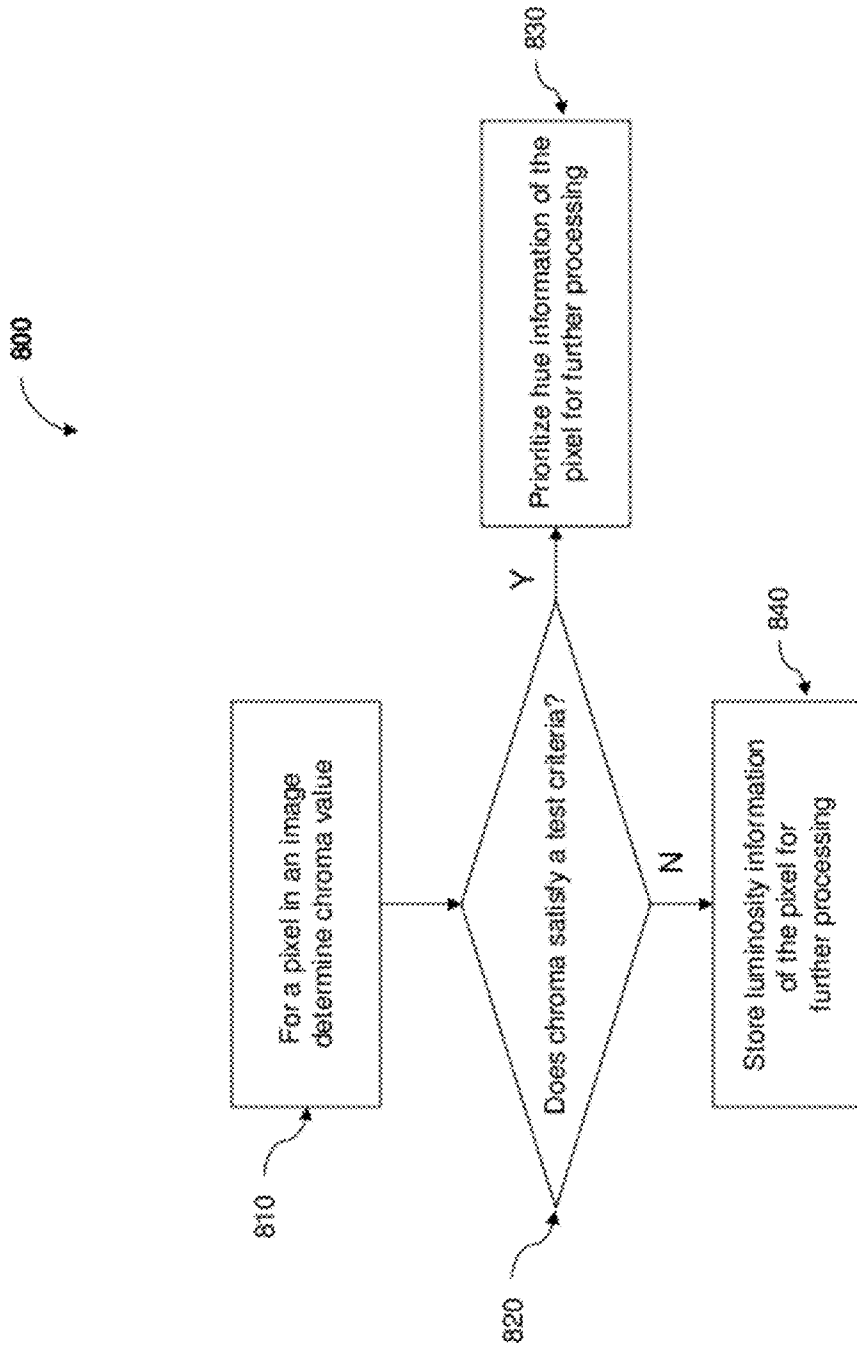 800
810
For a pixel in an image
determine chroma value
820
Does chroma satisfy a test criteria?
Y
830
Prioritize hue information of the
pixel for further processing
N
840
Store luminosity information
of the pixel for
further processing